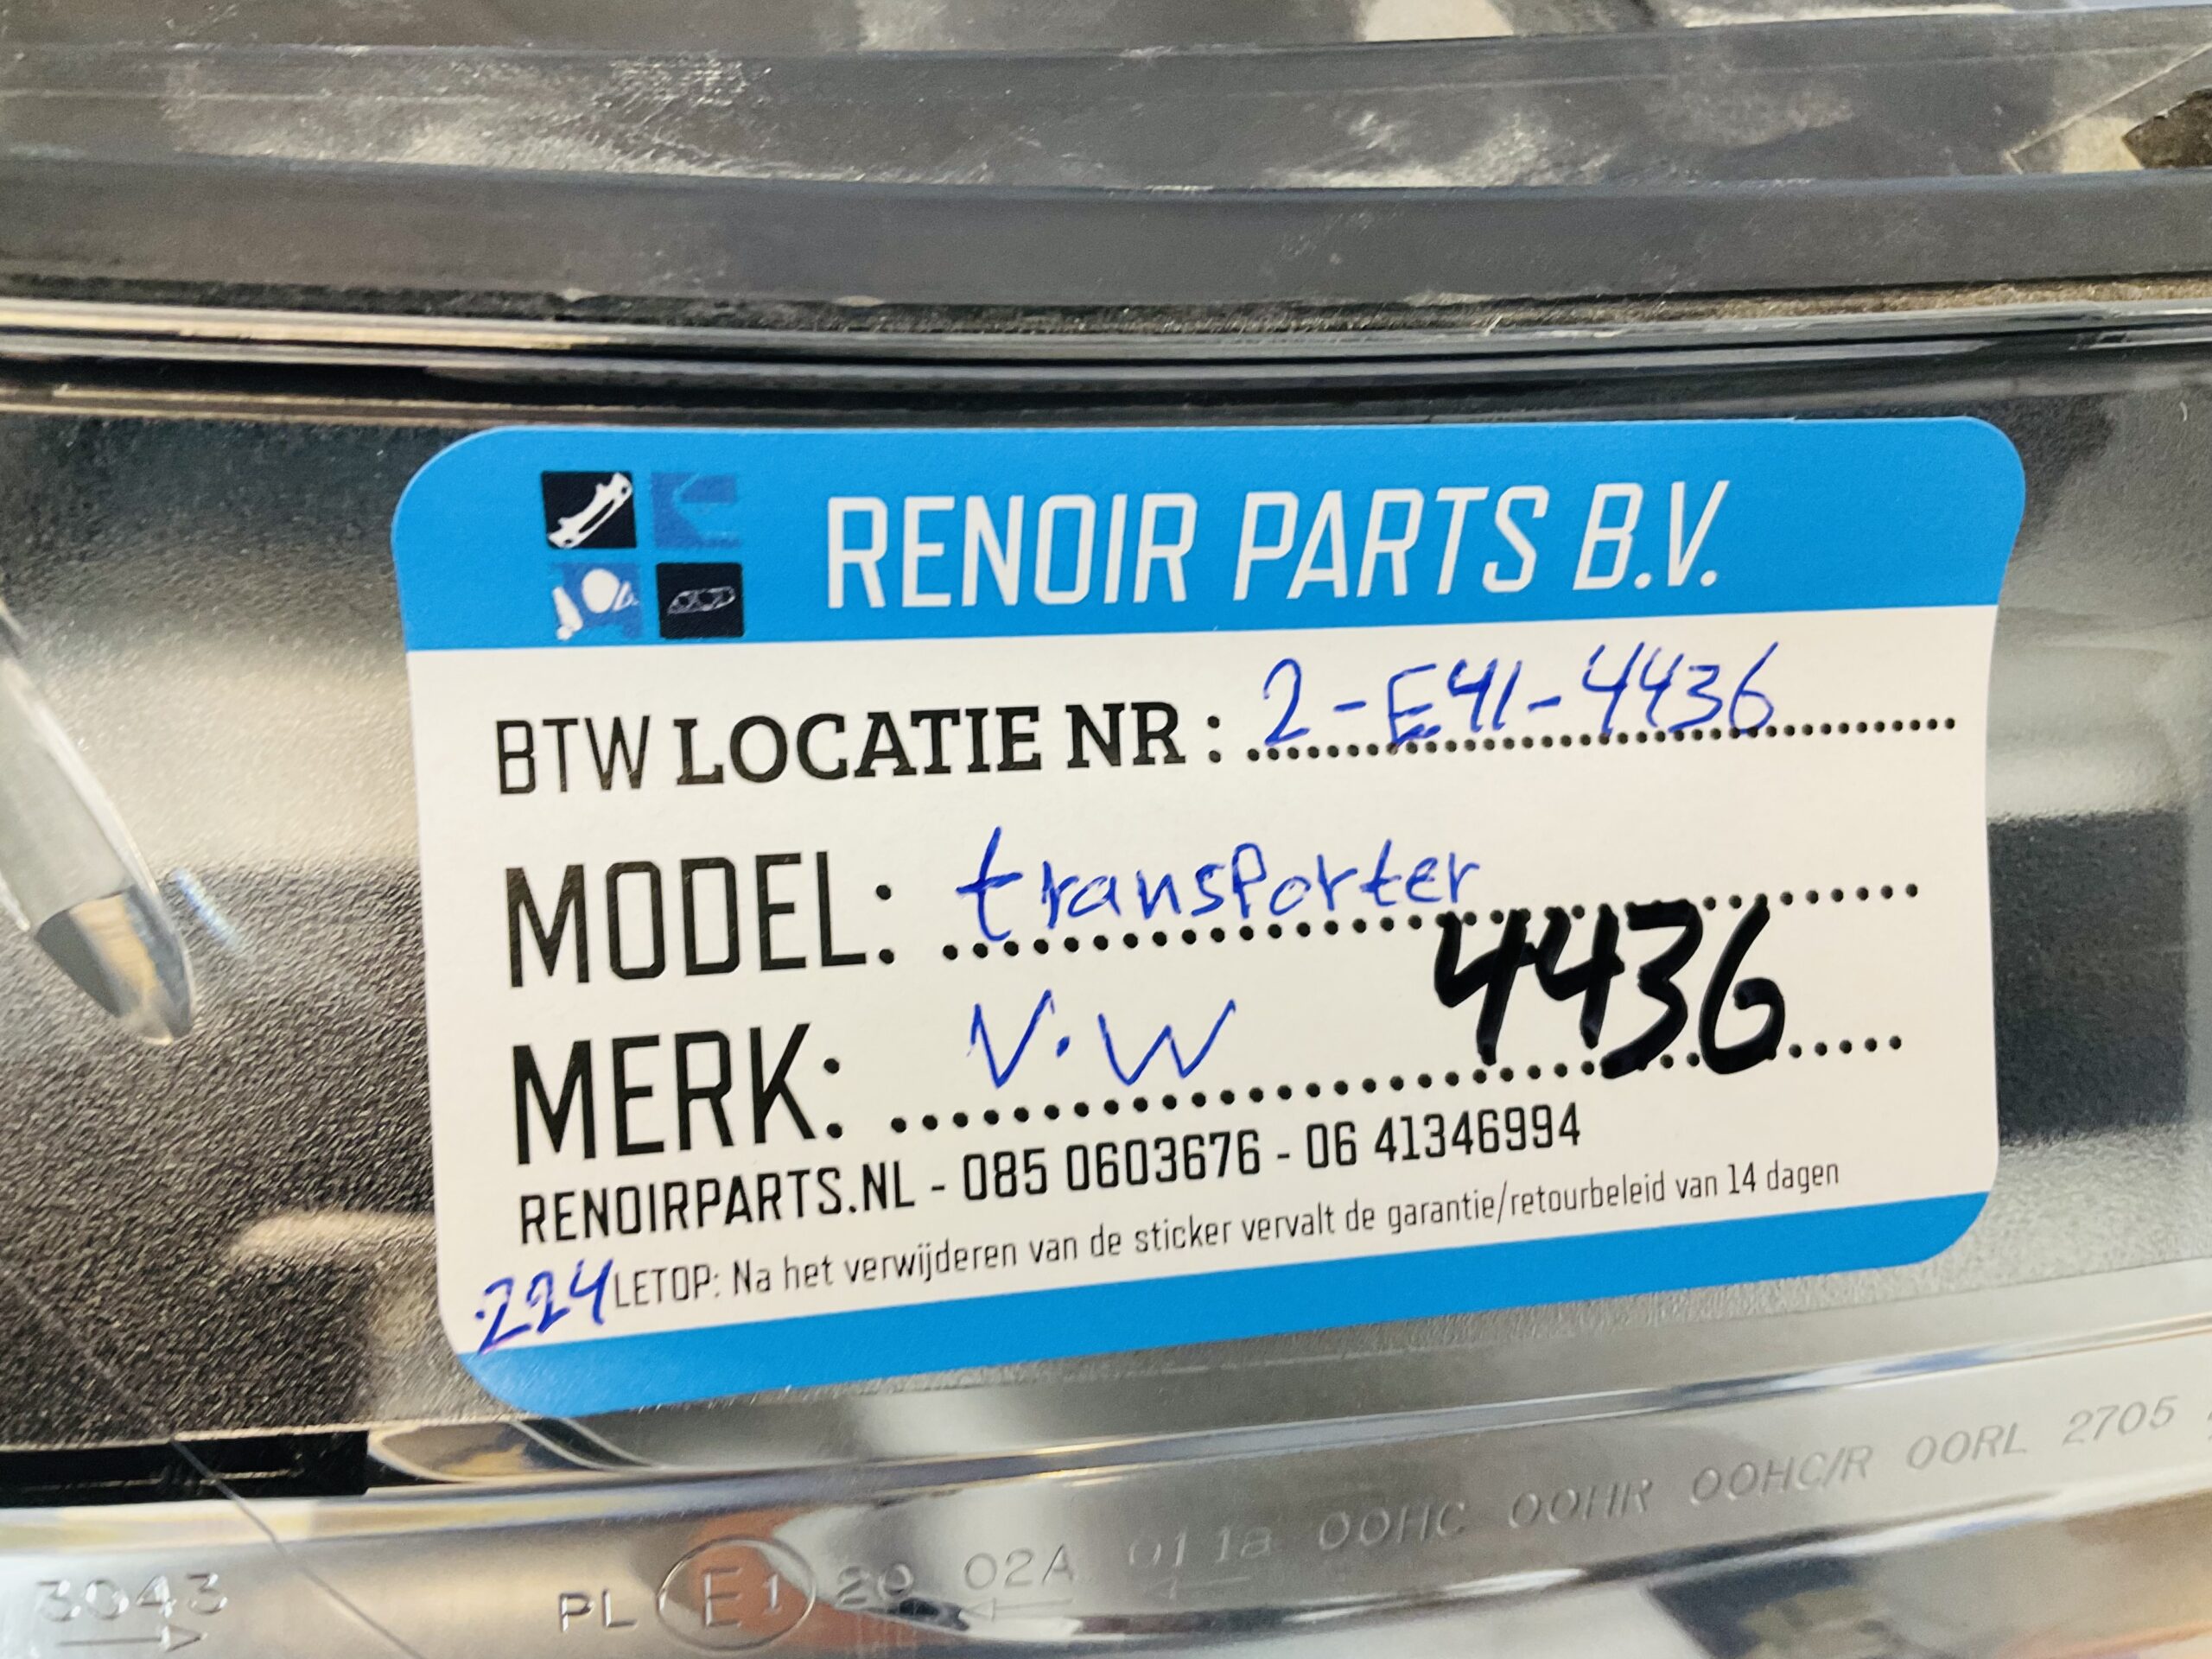 RENOIR PARTS B.V.
BTW LOCATIE NR : 2-E41-4436
MODEL: transporter
MERK: V.W 4436
RENOIRPARTS.NL - 085 0603676 - 06 41346994
224 LETOP: Na het verwijderen van de sticker vervalt de garantie/retourbeleid van 14 dagen
3043 PL E1 20 02A 01 1a 00HC 00HR 00HC/R 00RL 2705